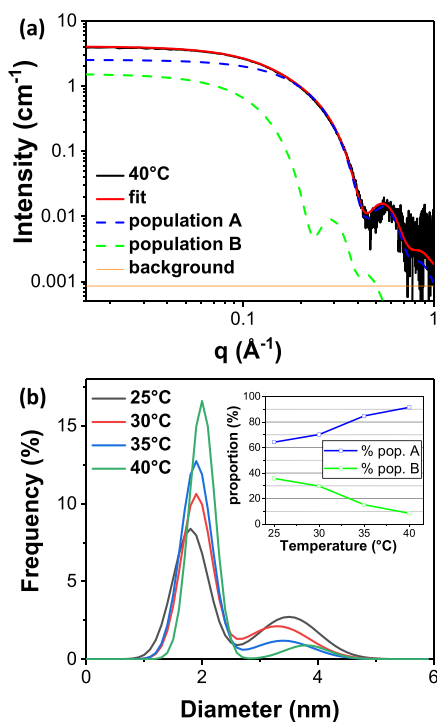 (a)
10
1
0.1
0.01
0.001
Intensity (cm⁻¹)
40°C
fit
population A
population B
background
0.1
1
q (Å⁻¹)
(b)
15
10
5
0
Frequency (%)
25°C
30°C
35°C
40°C
100
80
60
40
20
0
proportion (%)
% pop. A
% pop. B
25
30
35
40
Temperature (°C)
0
2
4
6
Diameter (nm)